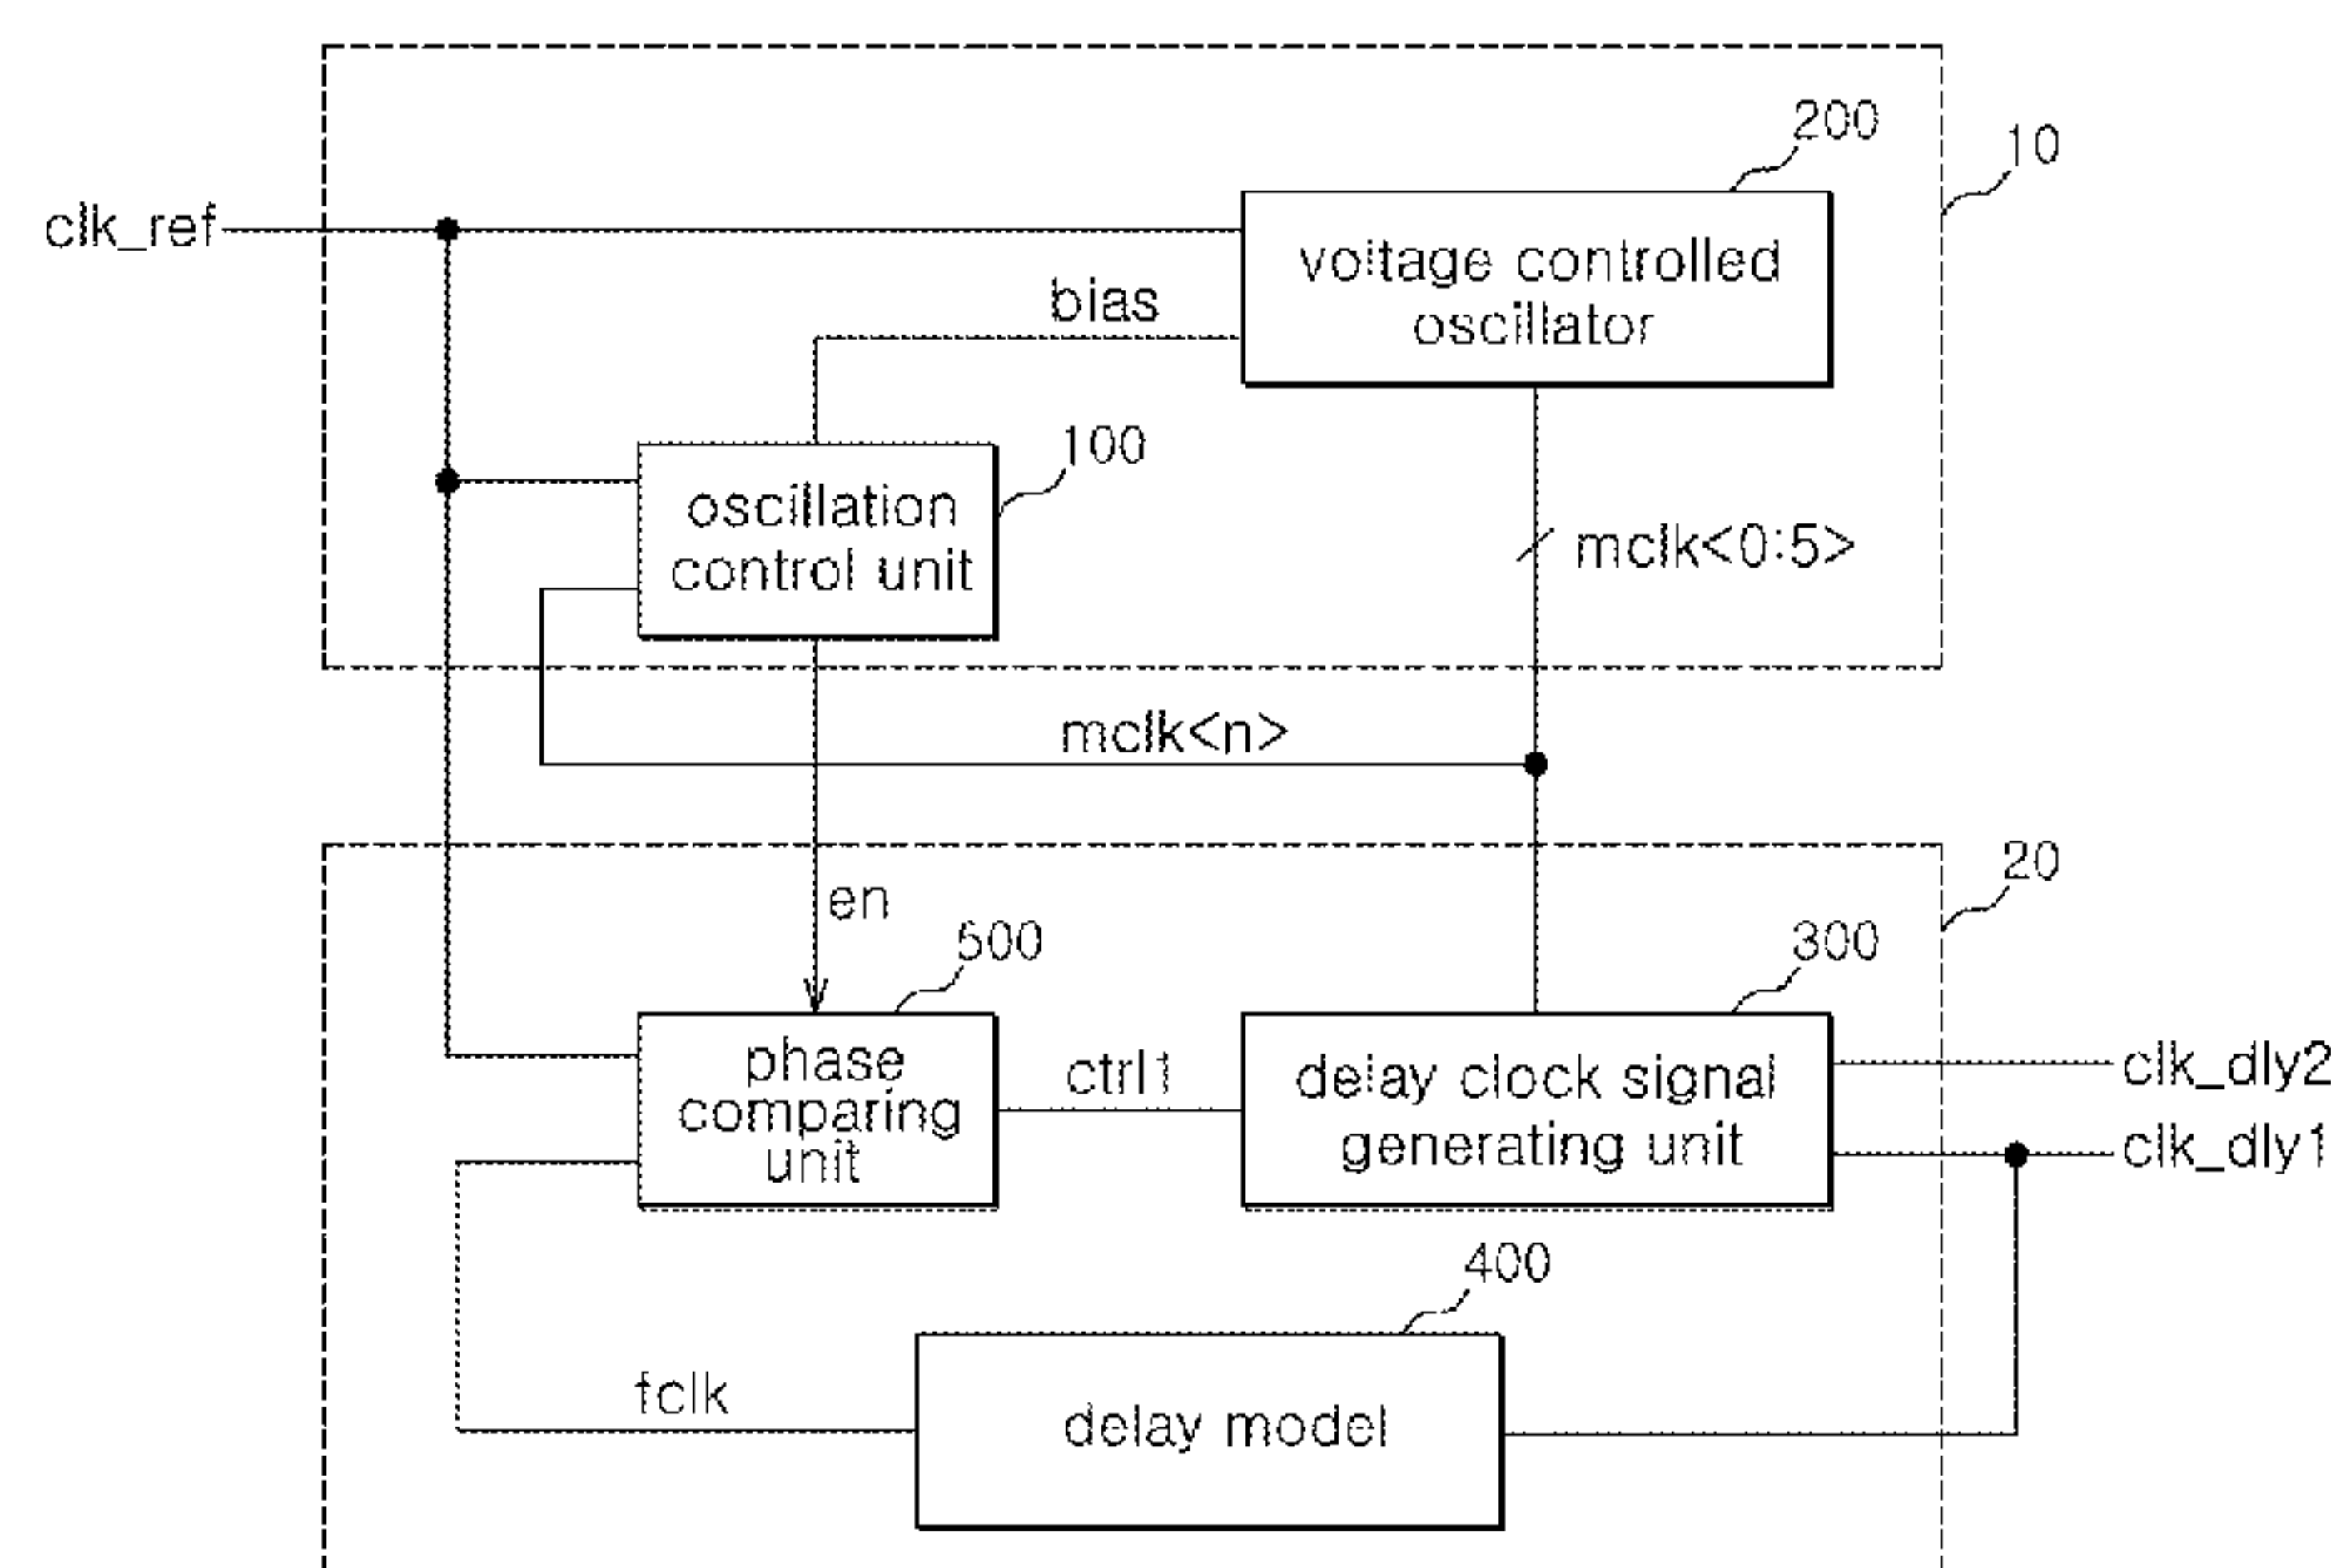 200
10
clk_ref
voltage controlled
oscillator
bias
100
oscillation
control unit
mclk<0:5>
mclk<n>
20
en
500
300
phase
comparing
unit
ctrl1
delay clock signal
generating unit
clk_dly2
clk_dly1
400
fclk
delay model